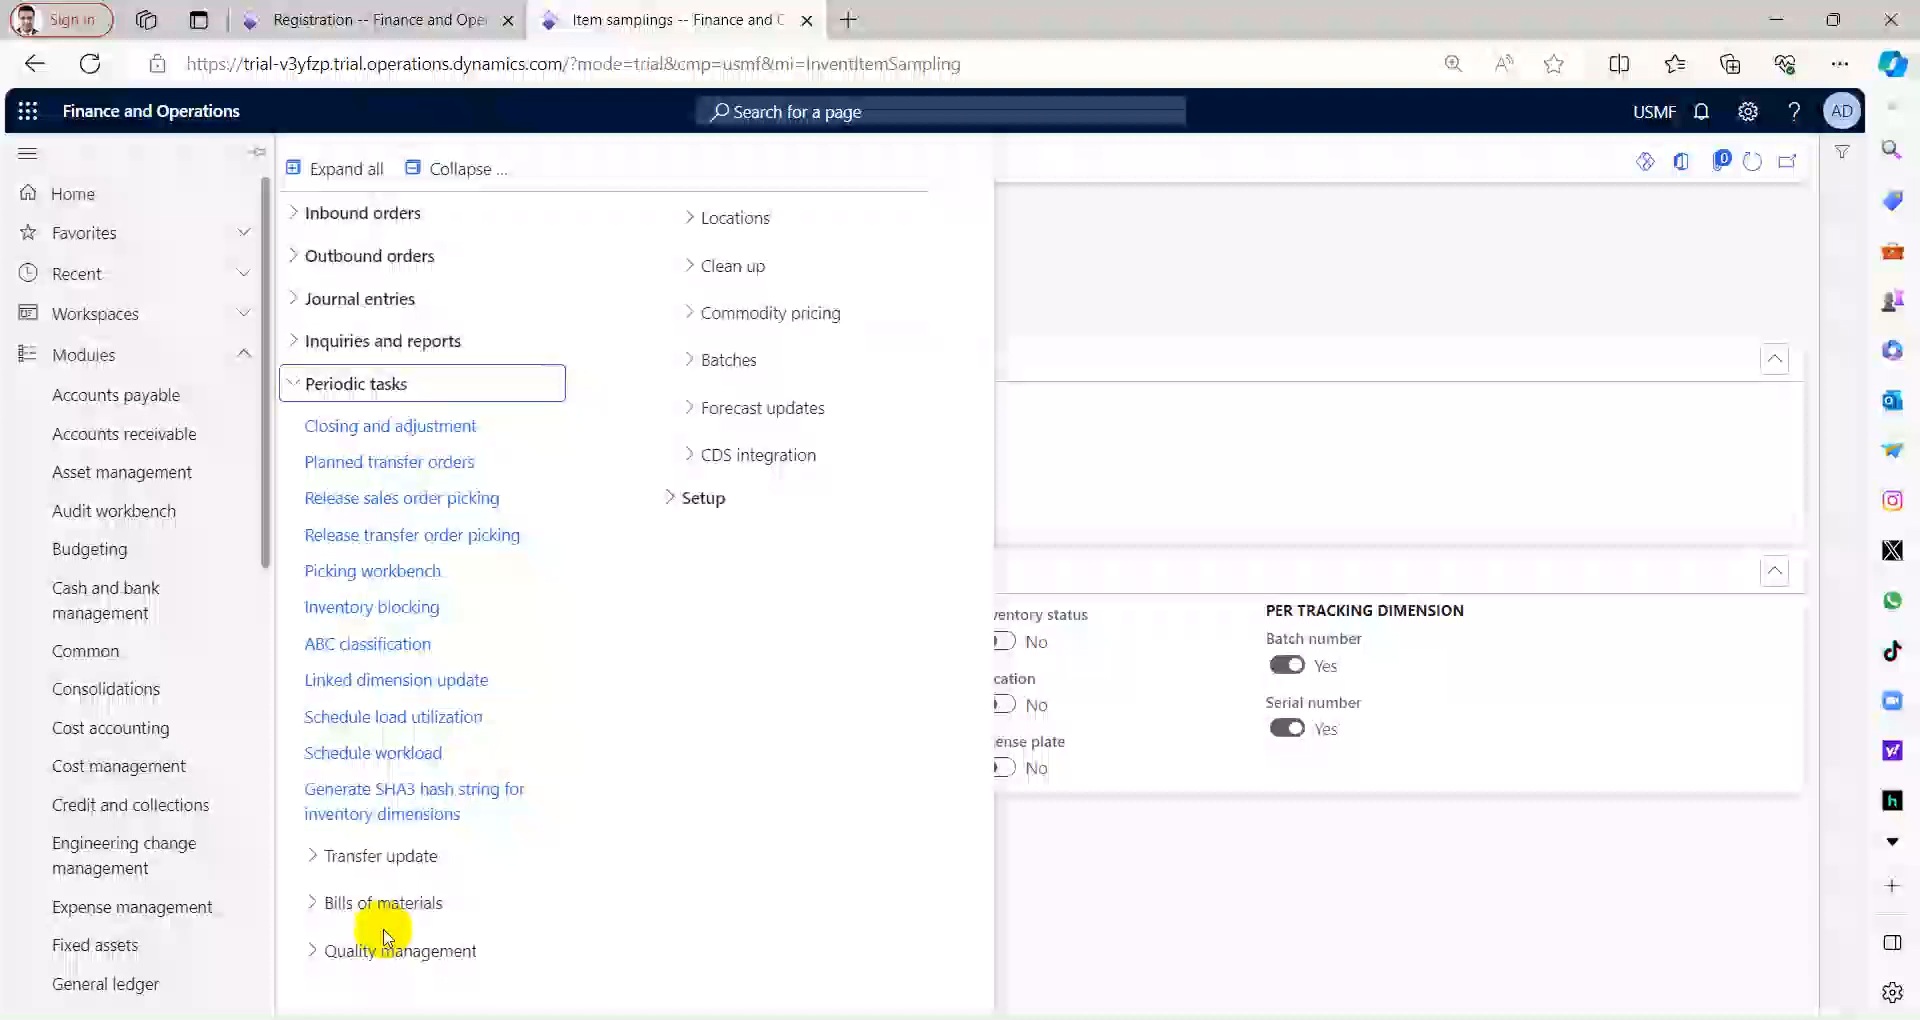 Sign in
Registration -- Finance and Ope
Item samplings -- Finance and C
https://trial-v3yfzp.trial.operations.dynamics.com/?mode=trial&cmp=usmf&mi=InventItemSampling
Finance and Operations
Search for a page
USMF
AD
Expand all
Collapse ...
0
Home
Favorites
Recent
Workspaces
Modules
Accounts payable
Accounts receivable
Asset management
Audit workbench
Budgeting
Cash and bank
management
Common
Consolidations
Cost accounting
Cost management
Credit and collections
Engineering change
management
Expense management
Fixed assets
General ledger
Inbound orders
Outbound orders
Journal entries
Inquiries and reports
Periodic tasks
Closing and adjustment
Planned transfer orders
Release sales order picking
Release transfer order picking
Picking workbench
Inventory blocking
ABC classification
Linked dimension update
Schedule load utilization
Schedule workload
Generate SHA3 hash string for
inventory dimensions
Transfer update
Bills of materials
Quality management
Locations
Clean up
Commodity pricing
Batches
Forecast updates
CDS integration
Setup
ventory status
No
cation
No
ense plate
No
PER TRACKING DIMENSION
Batch number
Yes
Serial number
Yes